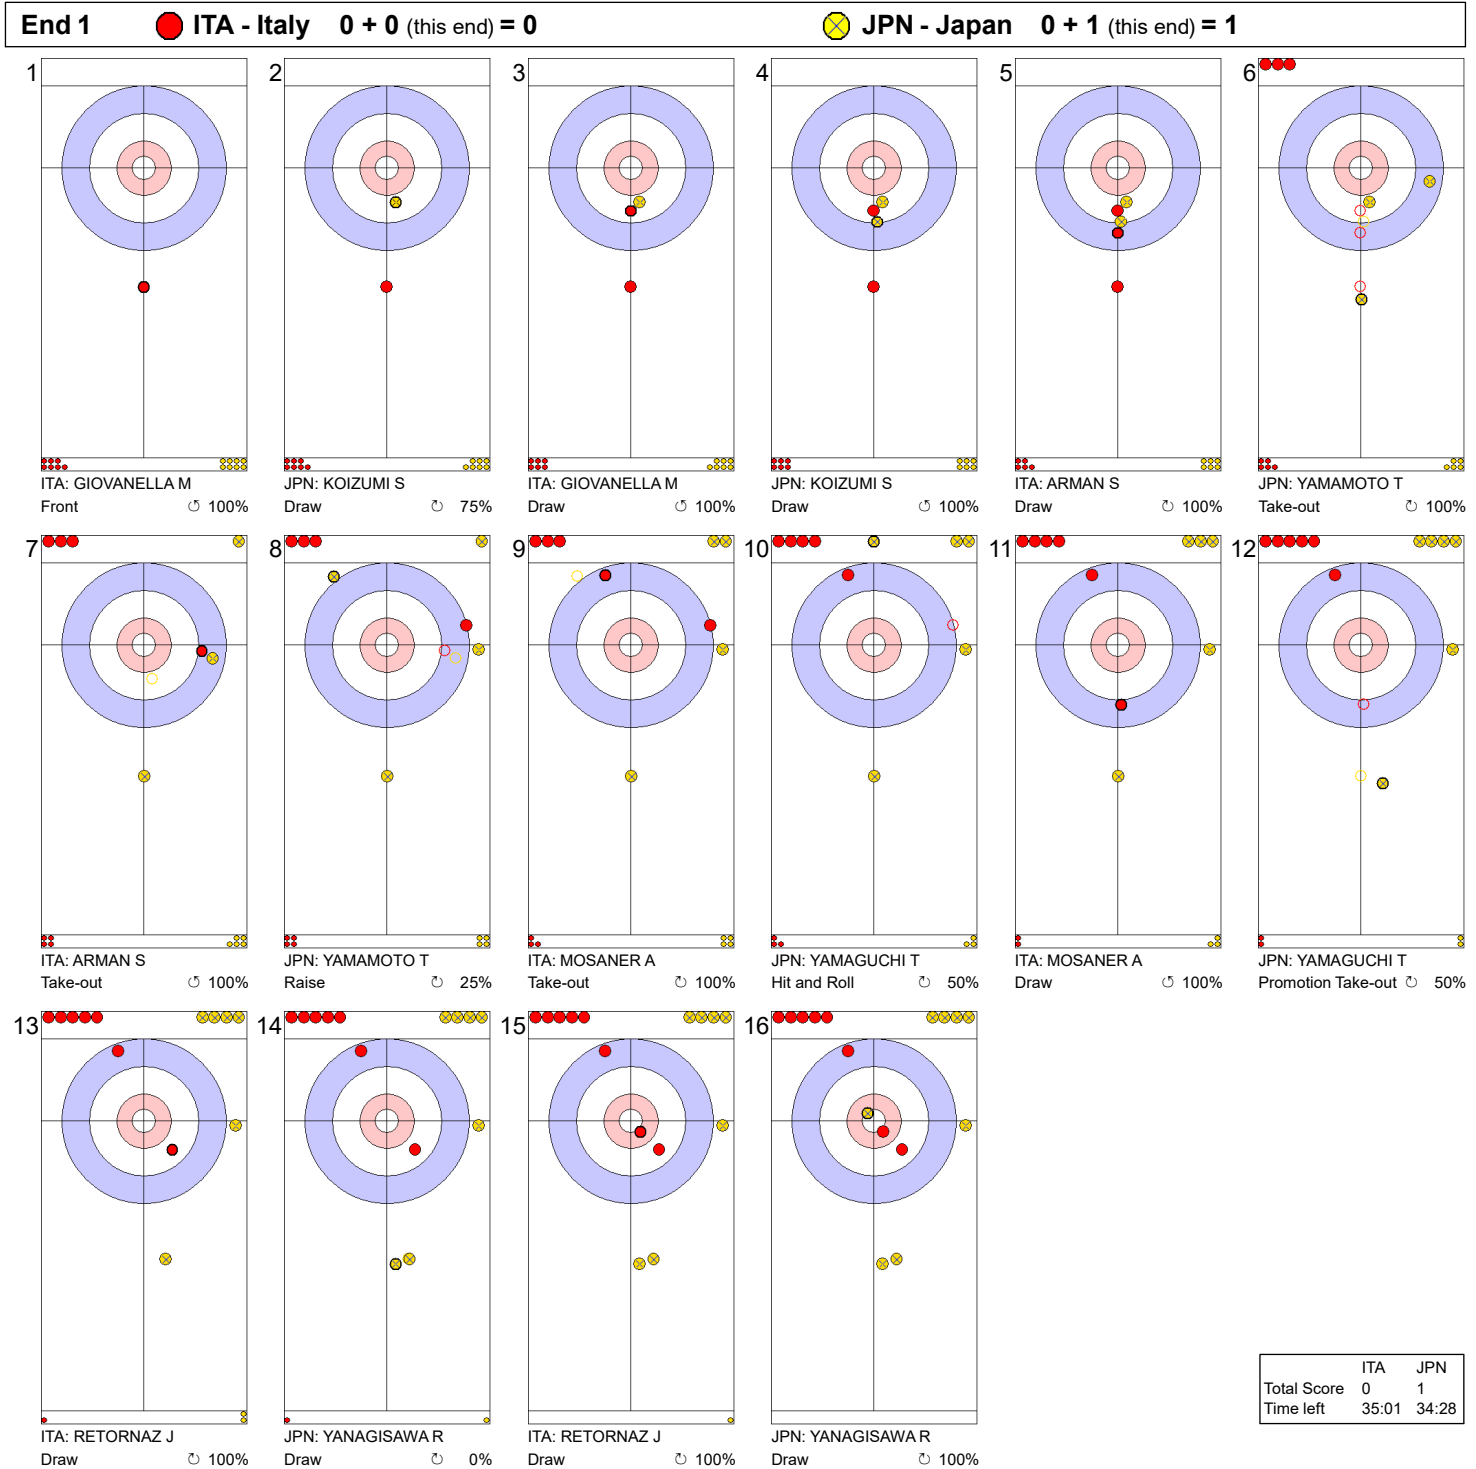 End 1 ITA - Italy 0 + 0 (this end) = 0 JPN - Japan 0 + 1 (this end) = 1
1 2 3 4 5 6
ITA: GIOVANELLA M JPN: KOIZUMI S ITA: GIOVANELLA M JPN: KOIZUMI S ITA: ARMAN S JPN: YAMAMOTO T
Front ↻ 100% Draw ↻ 75% Draw ↻ 100% Draw ↻ 100% Draw ↻ 100% Take-out ↻ 100%
7 8 9 10 11 12
ITA: ARMAN S JPN: YAMAMOTO T ITA: MOSANER A JPN: YAMAGUCHI T ITA: MOSANER A JPN: YAMAGUCHI T
Take-out ↻ 100% Raise ↻ 25% Take-out ↻ 100% Hit and Roll ↻ 50% Draw ↻ 100% Promotion Take-out ↻ 50%
13 14 15 16
ITA: RETORNAZ J JPN: YANAGISAWA R ITA: RETORNAZ J JPN: YANAGISAWA R
Draw ↻ 100% Draw ↻ 0% Draw ↻ 100% Draw ↻ 100%
ITA JPN
Total Score 0 1
Time left 35:01 34:28